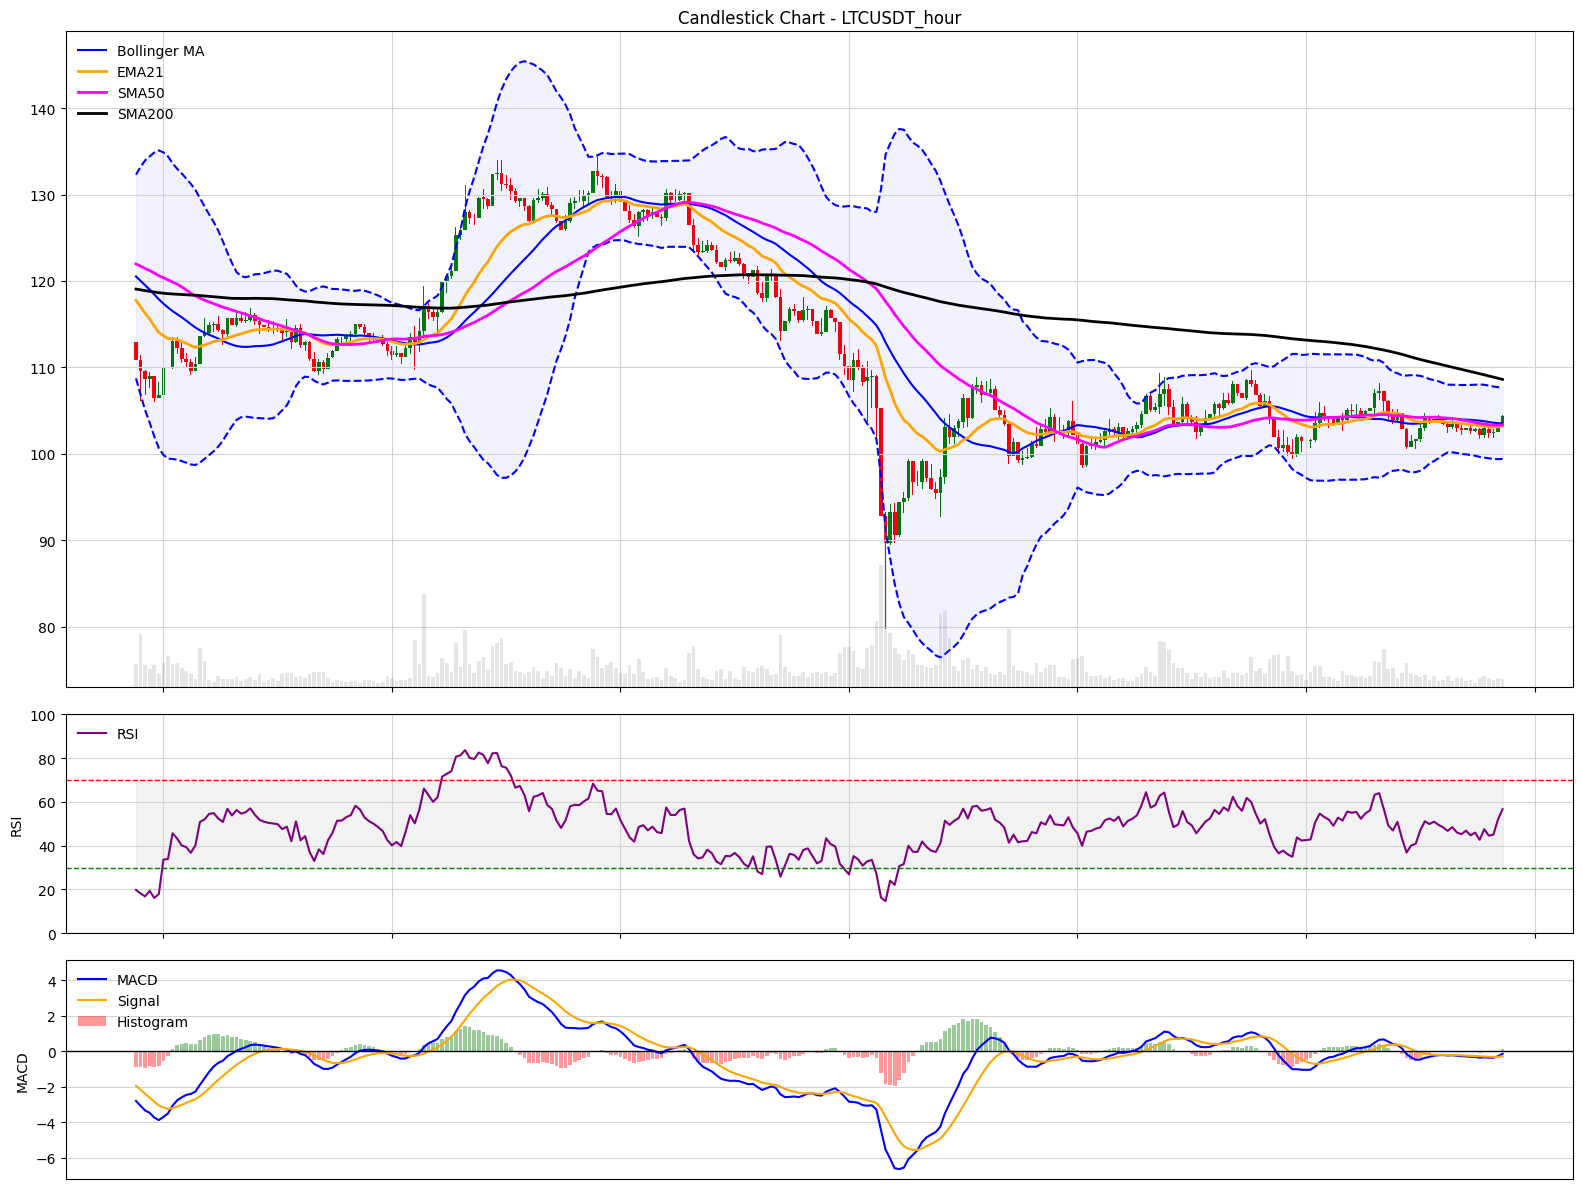 Candlestick Chart - LTCUSDT_hour
Bollinger MA
EMA21
SMA50
SMA200
140
130
120
110
100
90
80
100
80
60
40
20
0
RSI
RSI
4
2
0
−2
−4
−6
MACD
MACD
Signal
Histogram